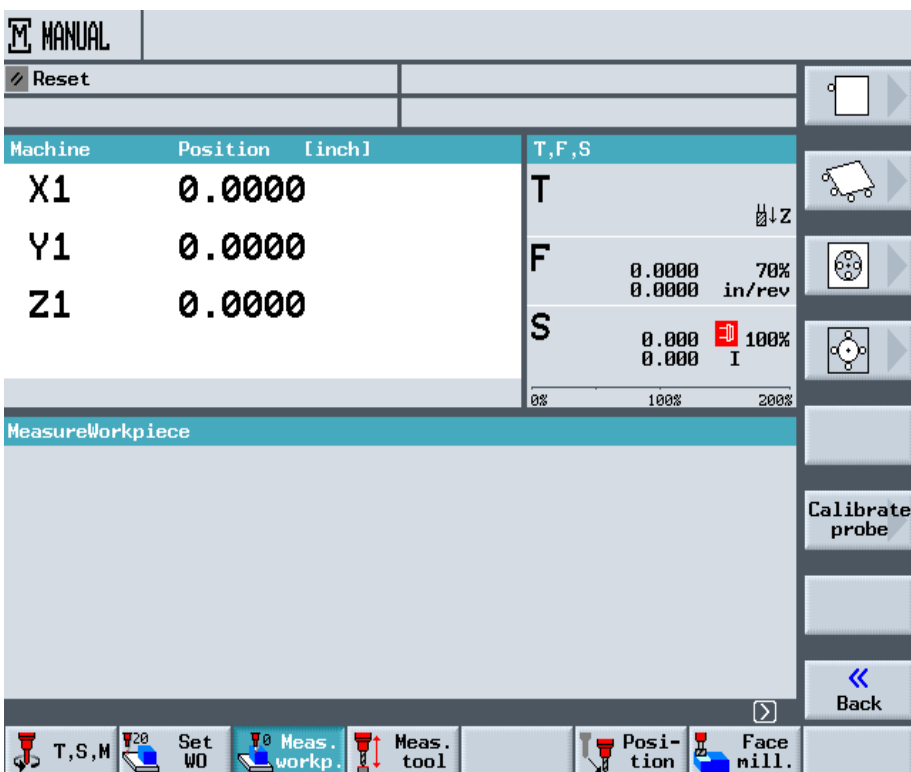 M MANUAL
Reset
Machine Position [inch]
X1 0.0000
Y1 0.0000
Z1 0.0000
T,F,S
T
↓Z
F 0.0000 70%
0.0000 in/rev
S 0.000 100%
0.000 I
0% 100% 200%
MeasureWorkpiece
Calibrate
probe
«
Back
T,S,M
20 Set
WO
0 Meas.
workp.
Meas.
tool
Posi-
tion
Face
mill.